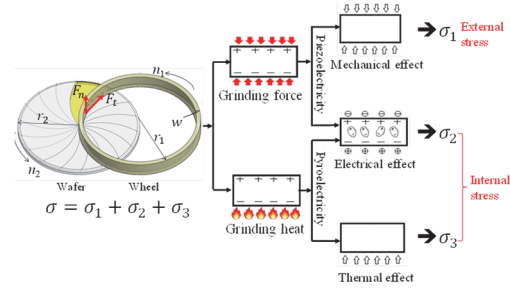 n₁
Fₙ
Fₜ
r₂
w
r₁
n₂
Wafer
Wheel
σ = σ₁ + σ₂ + σ₃
+ + + +
− − − −
Grinding force
+ + + +
− − − −
Grinding heat
Piezoelectricity
Pyroelectricity
Mechanical effect
σ₁
External
stress
⊖ ⊖ ⊖ ⊖
+ + + +
− − − −
⊕ ⊕ ⊕ ⊕
Electrical effect
σ₂
Internal
stress
Thermal effect
σ₃